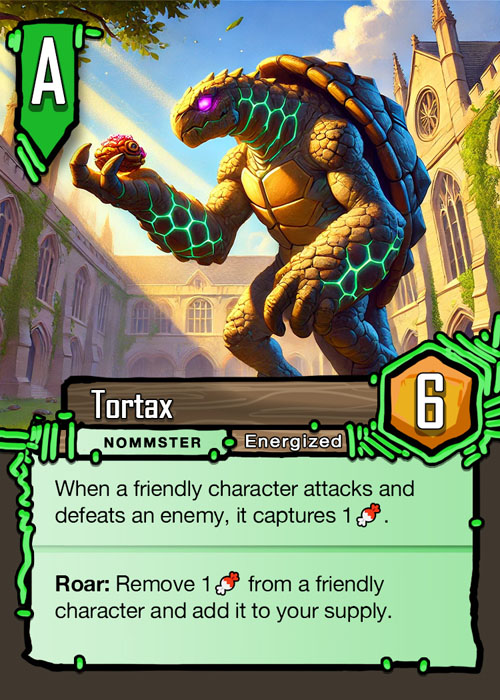 A
Tortax
6
NOMMSTER
Energized
When a friendly character attacks and
defeats an enemy, it captures 1 .
Roar: Remove 1 from a friendly
character and add it to your supply.